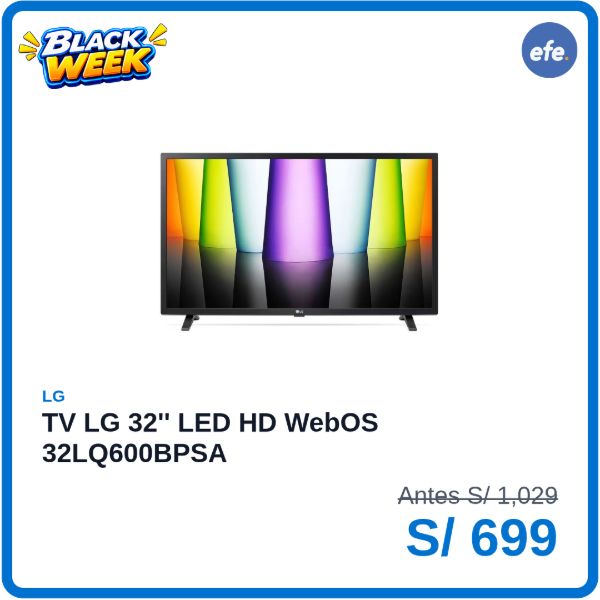 BLACK
WEEK
efe.
LG
TV LG 32'' LED HD WebOS
32LQ600BPSA
Antes S/ 1,029
S/ 699